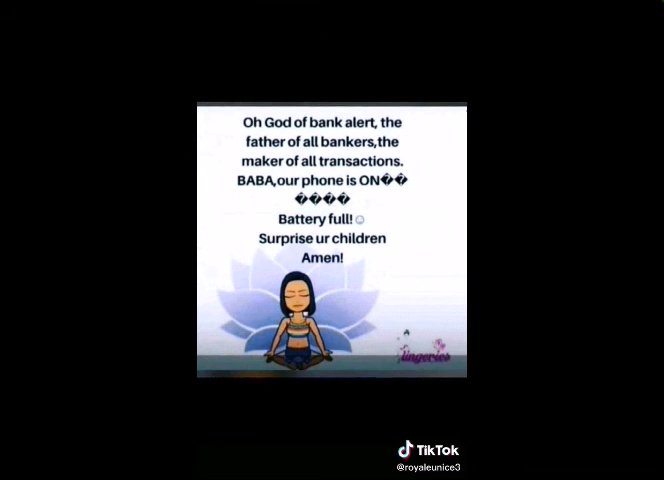 Oh God of bank alert, the
father of all bankers,the
maker of all transactions.
BABA,our phone is ON��
����
Battery full!☺
Surprise ur children
Amen!
lingeries
TikTok
@royaleunice3